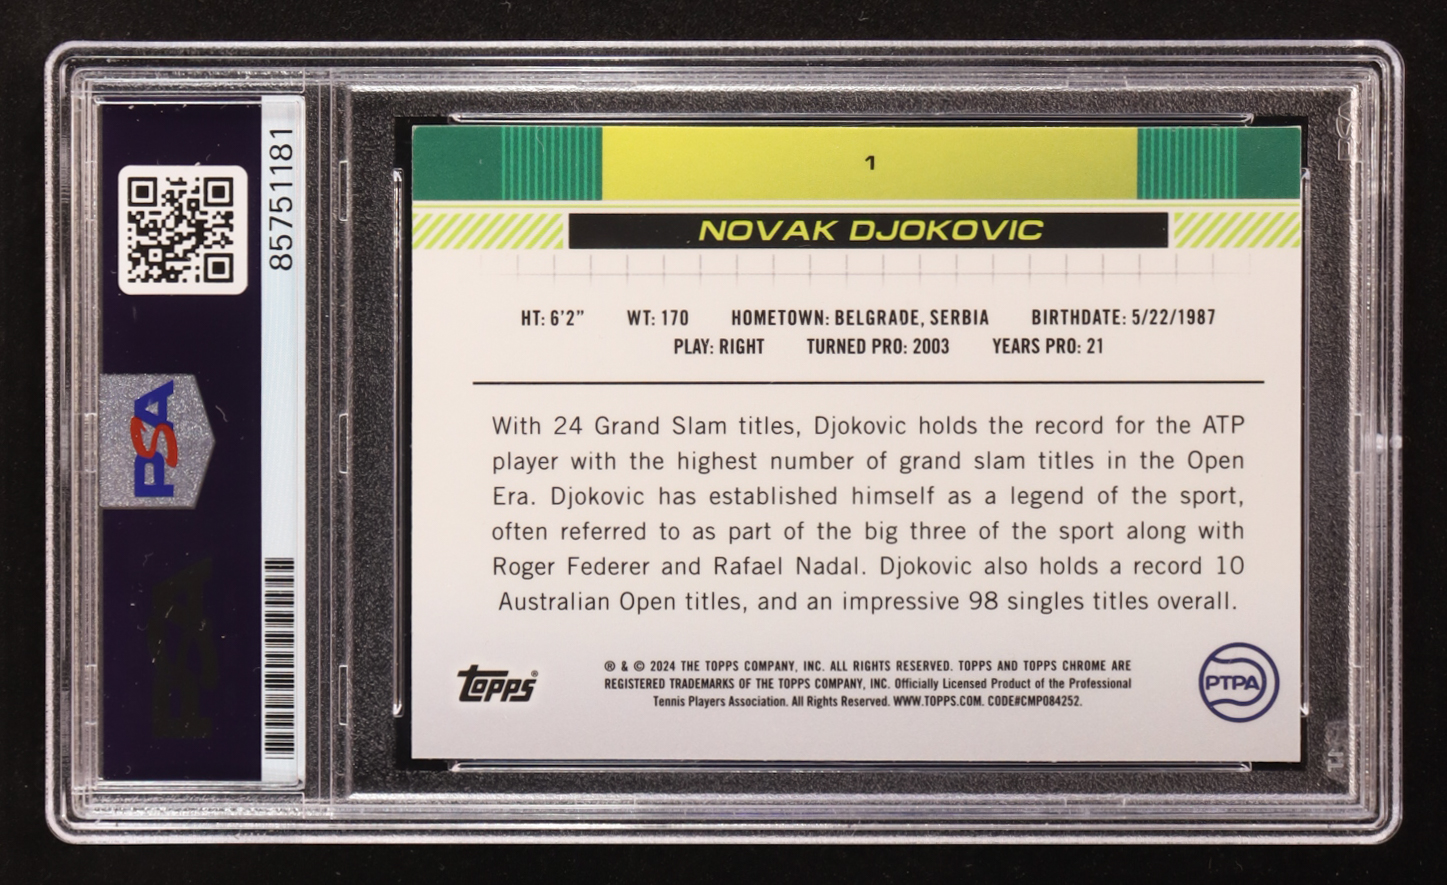 85751181
PSA
PSA
1
NOVAK DJOKOVIC
HT: 6'2" WT: 170 HOMETOWN: BELGRADE, SERBIA BIRTHDATE: 5/22/1987
PLAY: RIGHT TURNED PRO: 2003 YEARS PRO: 21
With 24 Grand Slam titles, Djokovic holds the record for the ATP
player with the highest number of grand slam titles in the Open
Era. Djokovic has established himself as a legend of the sport,
often referred to as part of the big three of the sport along with
Roger Federer and Rafael Nadal. Djokovic also holds a record 10
Australian Open titles, and an impressive 98 singles titles overall.
Topps®
® & © 2024 THE TOPPS COMPANY, INC. ALL RIGHTS RESERVED. TOPPS AND TOPPS CHROME ARE
REGISTERED TRADEMARKS OF THE TOPPS COMPANY, INC. Officially Licensed Product of the Professional
Tennis Players Association. All Rights Reserved. WWW.TOPPS.COM. CODE#CMP084252.
PTPA